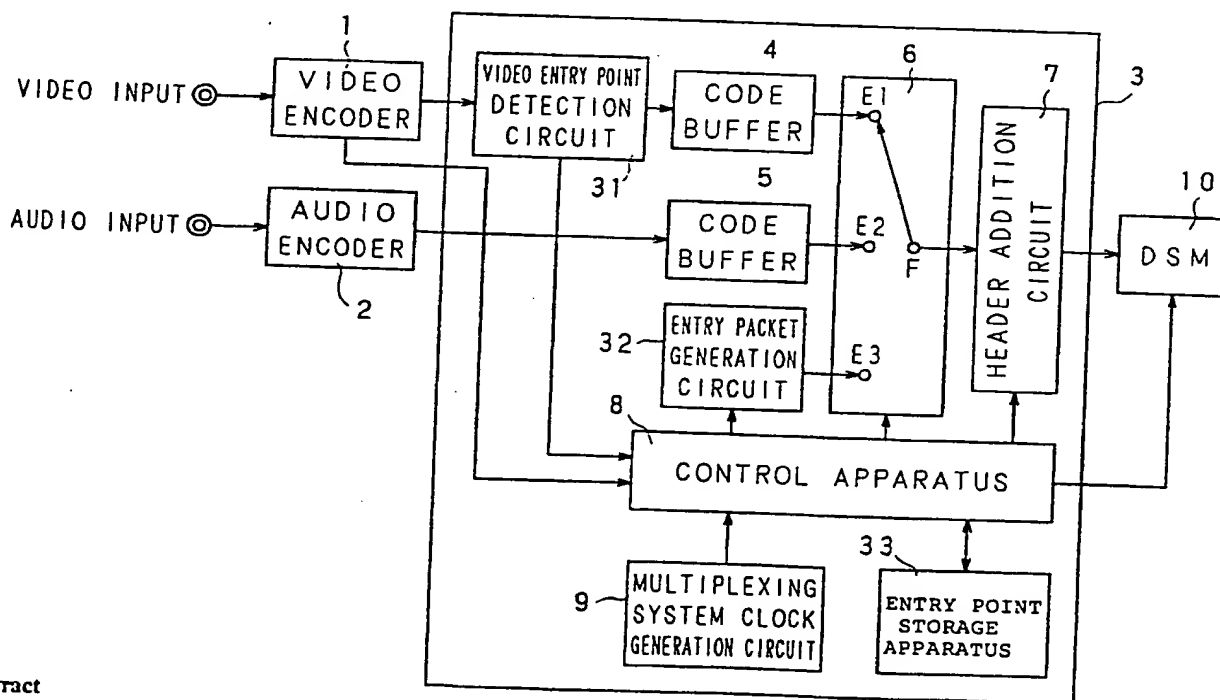 1
VIDEO INPUT
VIDEO
ENCODER
VIDEO ENTRY POINT
DETECTION
CIRCUIT
31
4
CODE
BUFFER
6
E1
7
3
AUDIO INPUT
AUDIO
ENCODER
2
5
CODE
BUFFER
E2
F
HEADER ADDITION
CIRCUIT
10
DSM
32
ENTRY PACKET
GENERATION
CIRCUIT
E3
8
CONTROL APPARATUS
9
MULTIPLEXING
SYSTEM CLOCK
GENERATION CIRCUIT
33
ENTRY POINT
STORAGE
APPARATUS